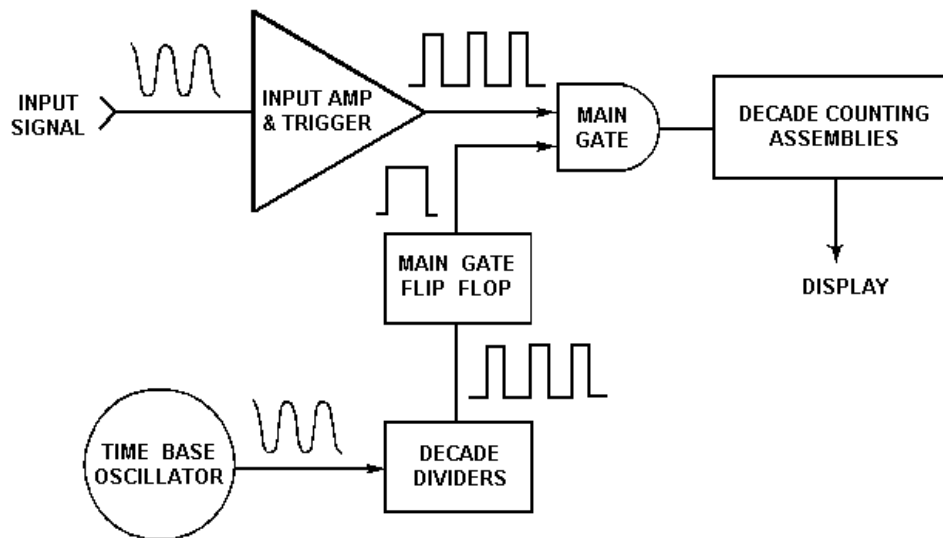 INPUT
SIGNAL
INPUT AMP
& TRIGGER
MAIN
GATE
DECADE COUNTING
ASSEMBLIES
MAIN GATE
FLIP FLOP
DISPLAY
TIME BASE
OSCILLATOR
DECADE
DIVIDERS